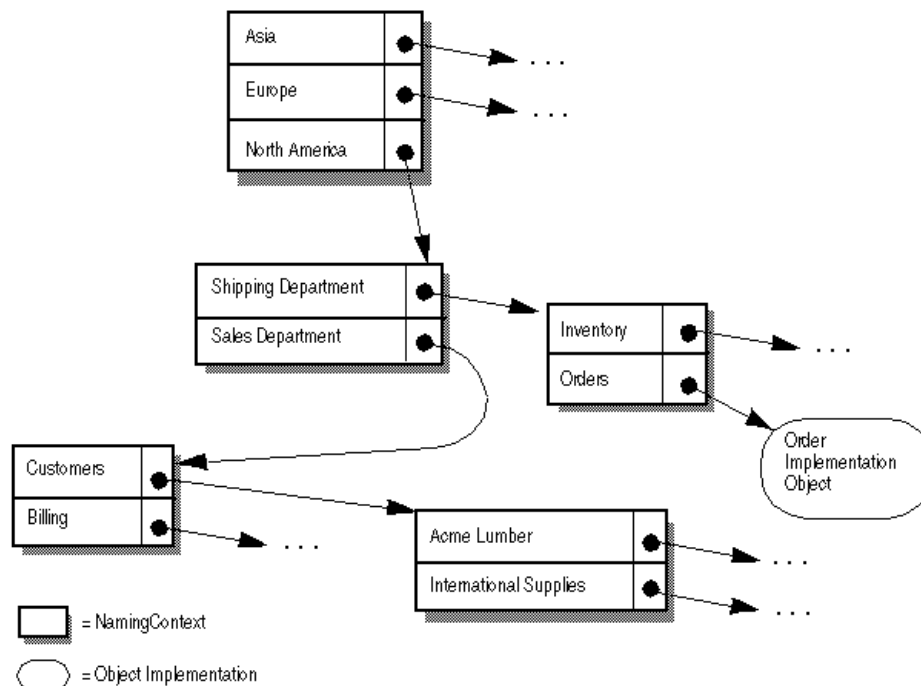 Asia
. . .
Europe
. . .
North America
Shipping Department
Sales Department
Inventory
. . .
Orders
Order
Implementation
Object
Customers
Billing
. . .
Acme Lumber
. . .
International Supplies
. . .
= NamingContext
= Object Implementation